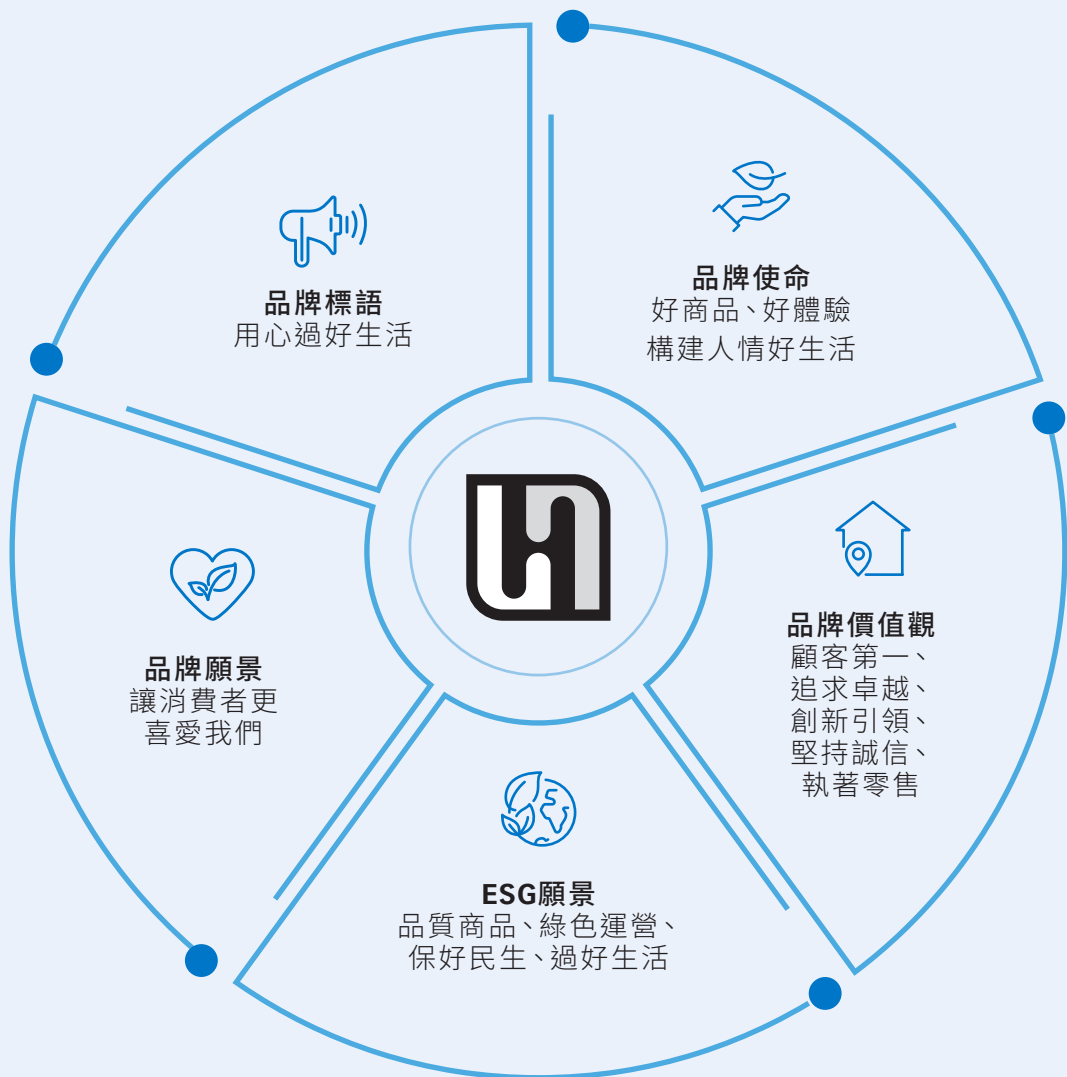 品牌標語
用心過好生活
品牌使命
好商品、好體驗
構建人情好生活
品牌價值觀
顧客第一、
追求卓越、
創新引領、
堅持誠信、
執著零售
ESG願景
品質商品、綠色運營、
保好民生、過好生活
品牌願景
讓消費者更
喜愛我們